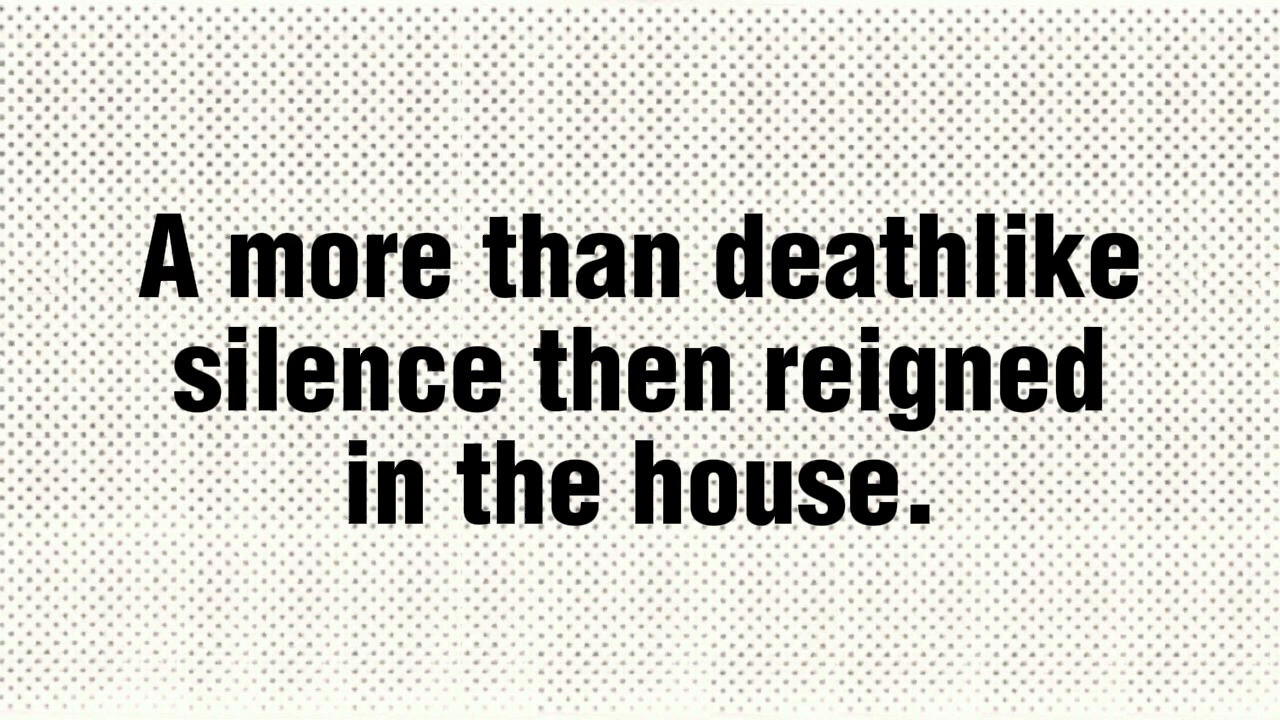 A more than deathlike
silence then reigned
in the house.